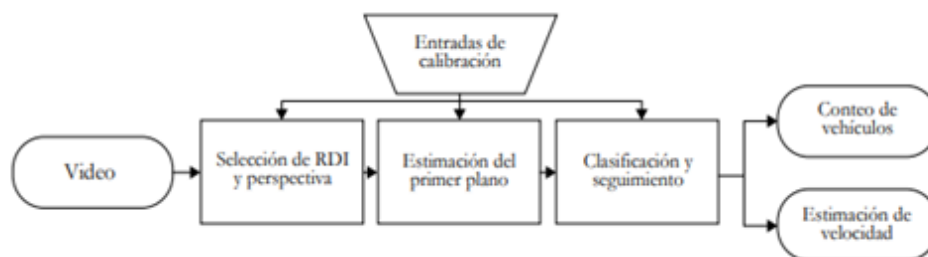 Entradas de
calibración
Video
Selección de RDI
y perspectiva
Estimación del
primer plano
Clasificación y
seguimiento
Conteo de
vehículos
Estimación de
velocidad